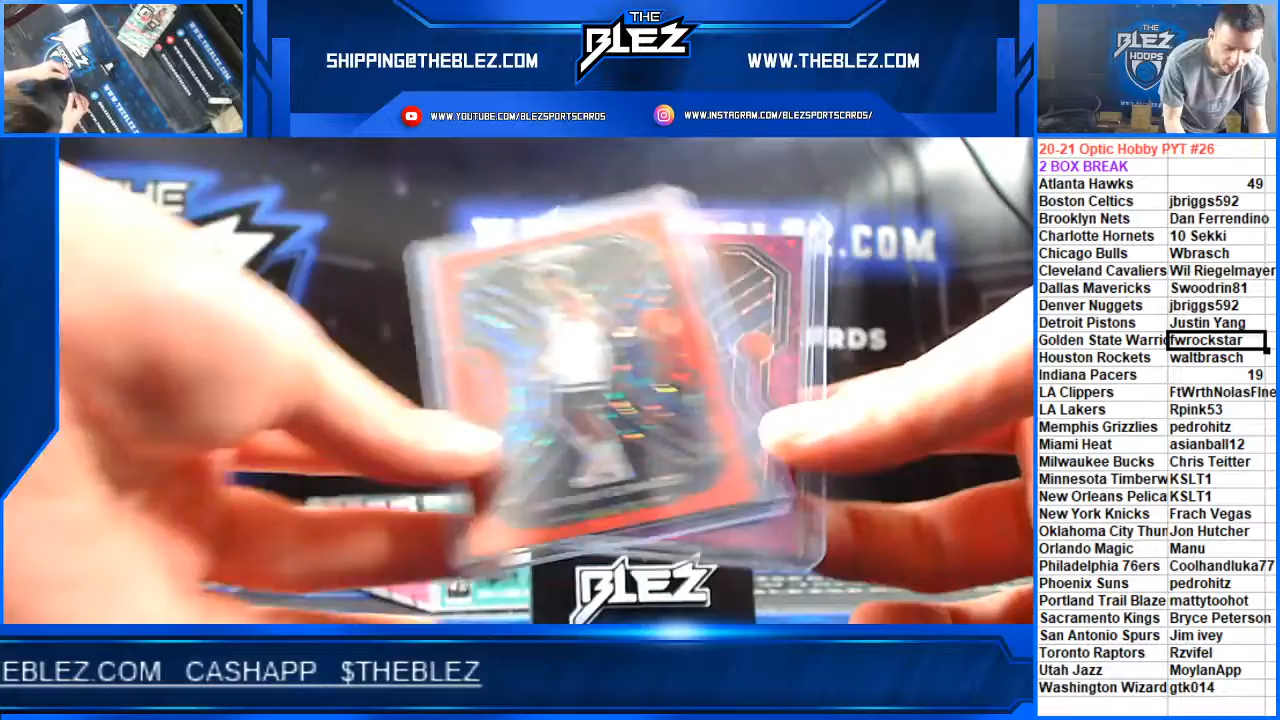 THE
BLEZ
SHIPPING@THEBLEZ.COM
WWW.THEBLEZ.COM
WWW.YOUTUBE.COM/BLEZSPORTSCARDS
WWW.INSTAGRAM.COM/BLEZSPORTSCARDS/
THE
BLEZ
HOOPS
THE
.COM
BLEZ
EBLEZ.COM CASHAPP $THEBLEZ
20-21 Optic Hobby PYT #26
2 BOX BREAK
Atlanta Hawks 49
Boston Celtics jbriggs592
Brooklyn Nets Dan Ferrendino
Charlotte Hornets 10 Sekki
Chicago Bulls Wbrasch
Cleveland Cavaliers Wil Riegelmayer
Dallas Mavericks Swoodrin81
Denver Nuggets jbriggs592
Detroit Pistons Justin Yang
Golden State Warri fwrockstar
Houston Rockets waltbrasch
Indiana Pacers 19
LA Clippers FtWrthNolasFIne
LA Lakers Rpink53
Memphis Grizzlies pedrohitz
Miami Heat asianball12
Milwaukee Bucks Chris Teitter
Minnesota Timberw KSLT1
New Orleans Pelica KSLT1
New York Knicks Frach Vegas
Oklahoma City Thun Jon Hutcher
Orlando Magic Manu
Philadelphia 76ers Coolhandluka77
Phoenix Suns pedrohitz
Portland Trail Blaze mattytoohot
Sacramento Kings Bryce Peterson
San Antonio Spurs Jim ivey
Toronto Raptors Rzvifel
Utah Jazz MoylanApp
Washington Wizard gtk014